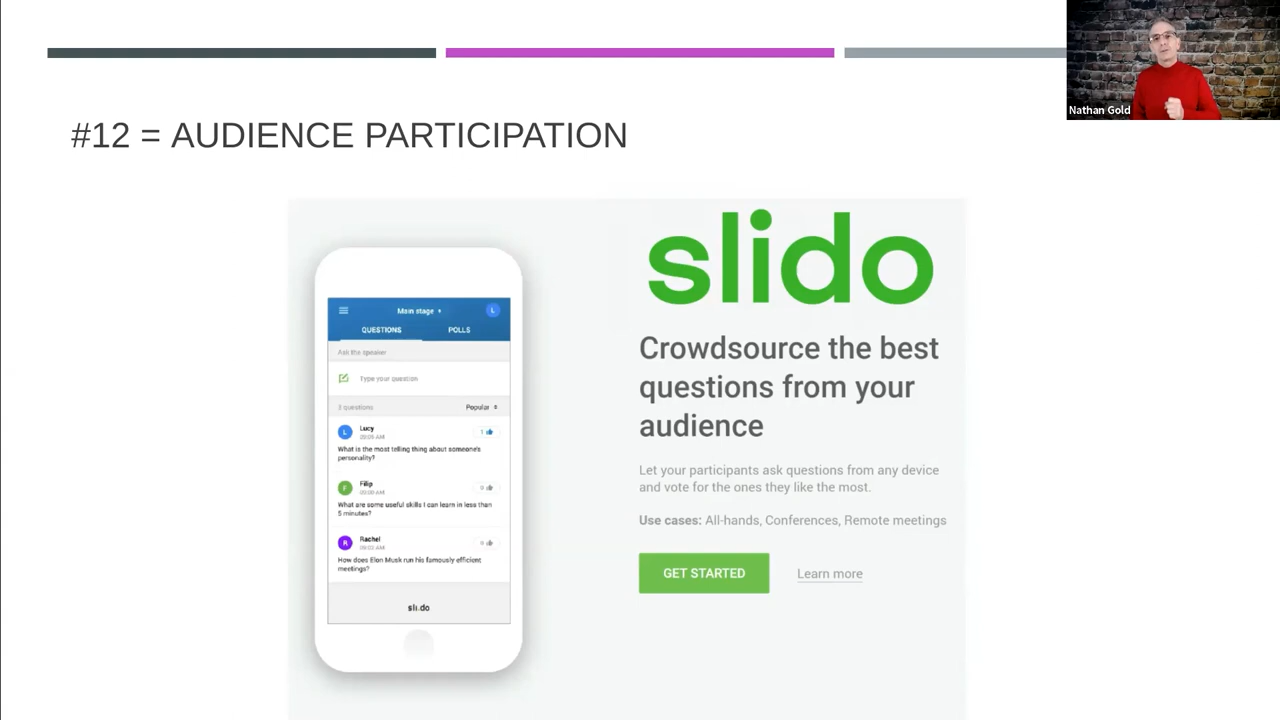 Nathan Gold
#12 = AUDIENCE PARTICIPATION
slido
Main stage
L
QUESTIONS
POLLS
Ask the speaker
Type your question
3 questions
Popular
L
Lucy
1
What is the most telling thing about someone's
personality?
F
Filip
0
What are some useful skills I can learn in less than
5 minutes?
R
Rachel
0
How does Elon Musk run his famously efficient
meetings?
sli.do
Crowdsource the best
questions from your
audience
Let your participants ask questions from any device
and vote for the ones they like the most.
Use cases: All-hands, Conferences, Remote meetings
GET STARTED
Learn more